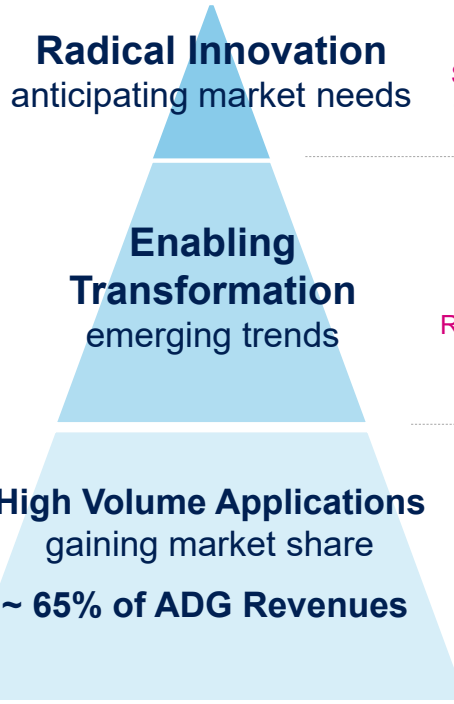 Radical Innovation
anticipating market needs
S
Enabling
Transformation
emerging trends
R
High Volume Applications
gaining market share
~ 65% of ADG Revenues